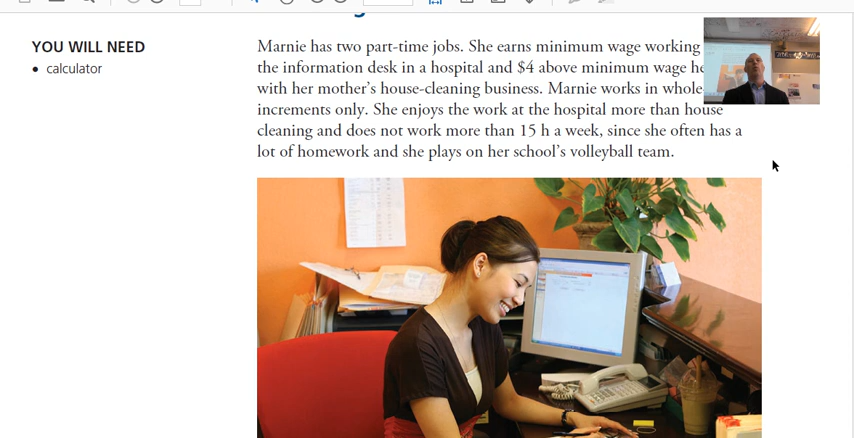 YOU WILL NEED
• calculator
Marnie has two part-time jobs. She earns minimum wage working
the information desk in a hospital and $4 above minimum wage he
with her mother’s house-cleaning business. Marnie works in whole
increments only. She enjoys the work at the hospital more than house
cleaning and does not work more than 15 h a week, since she often has a
lot of homework and she plays on her school’s volleyball team.